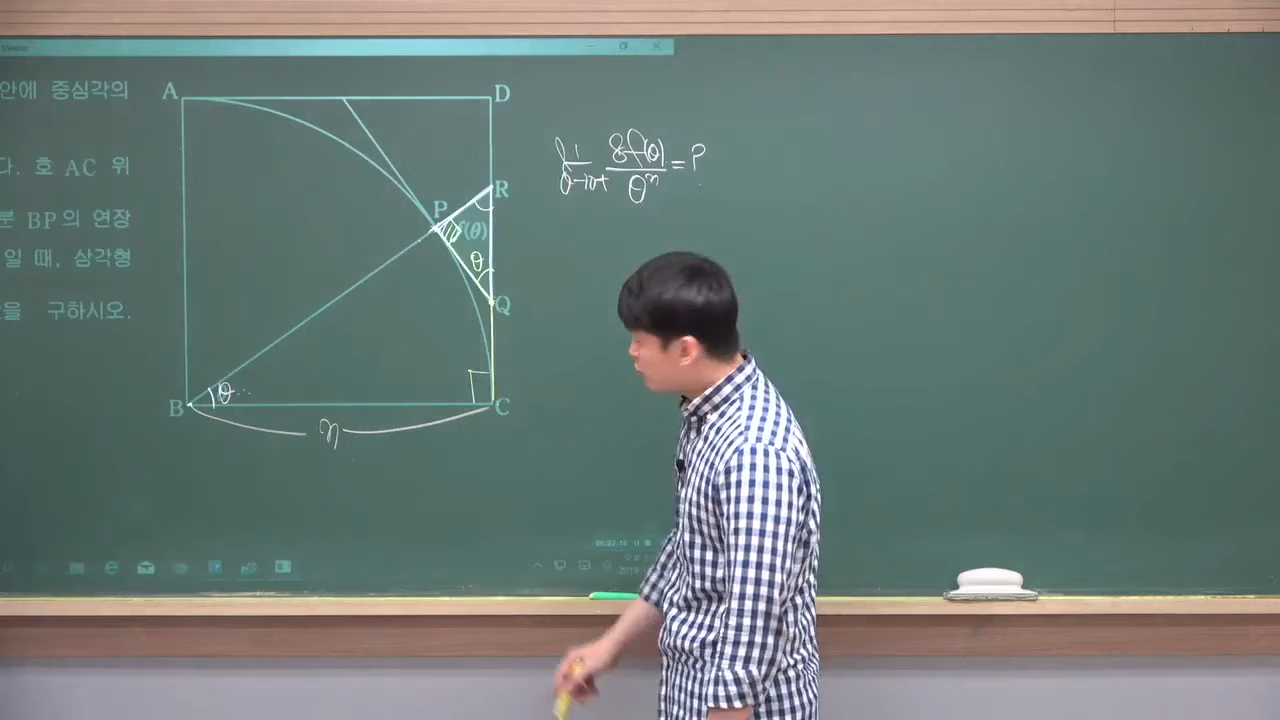 안에 중심각의
다. 호 AC 위
분 BP의 연장
일 때, 삼각형
을 구하시오.
A
D
R
P
f(θ)
θ
Q
B
θ
C
n
lim θ→0+ 8f(θ)/θⁿ = ?